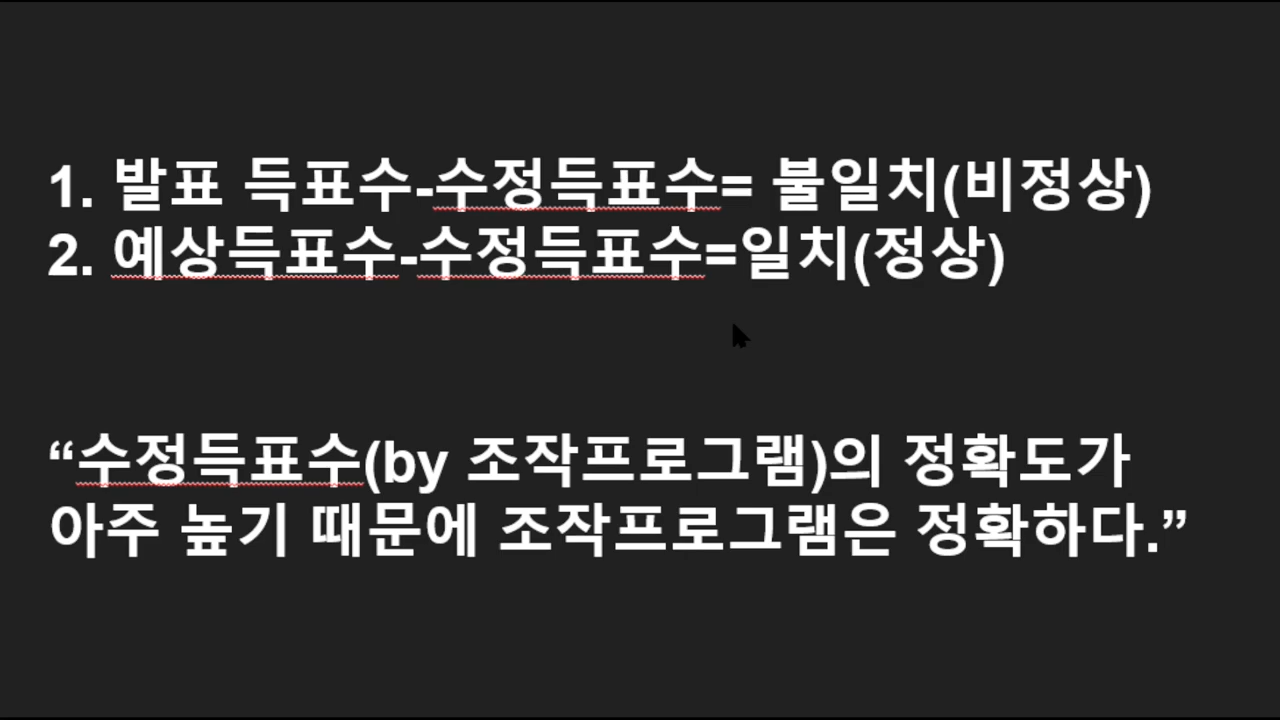 1. 발표 득표수-수정득표수= 불일치(비정상)
2. 예상득표수-수정득표수=일치(정상)
“수정득표수(by 조작프로그램)의 정확도가
아주 높기 때문에 조작프로그램은 정확하다.”